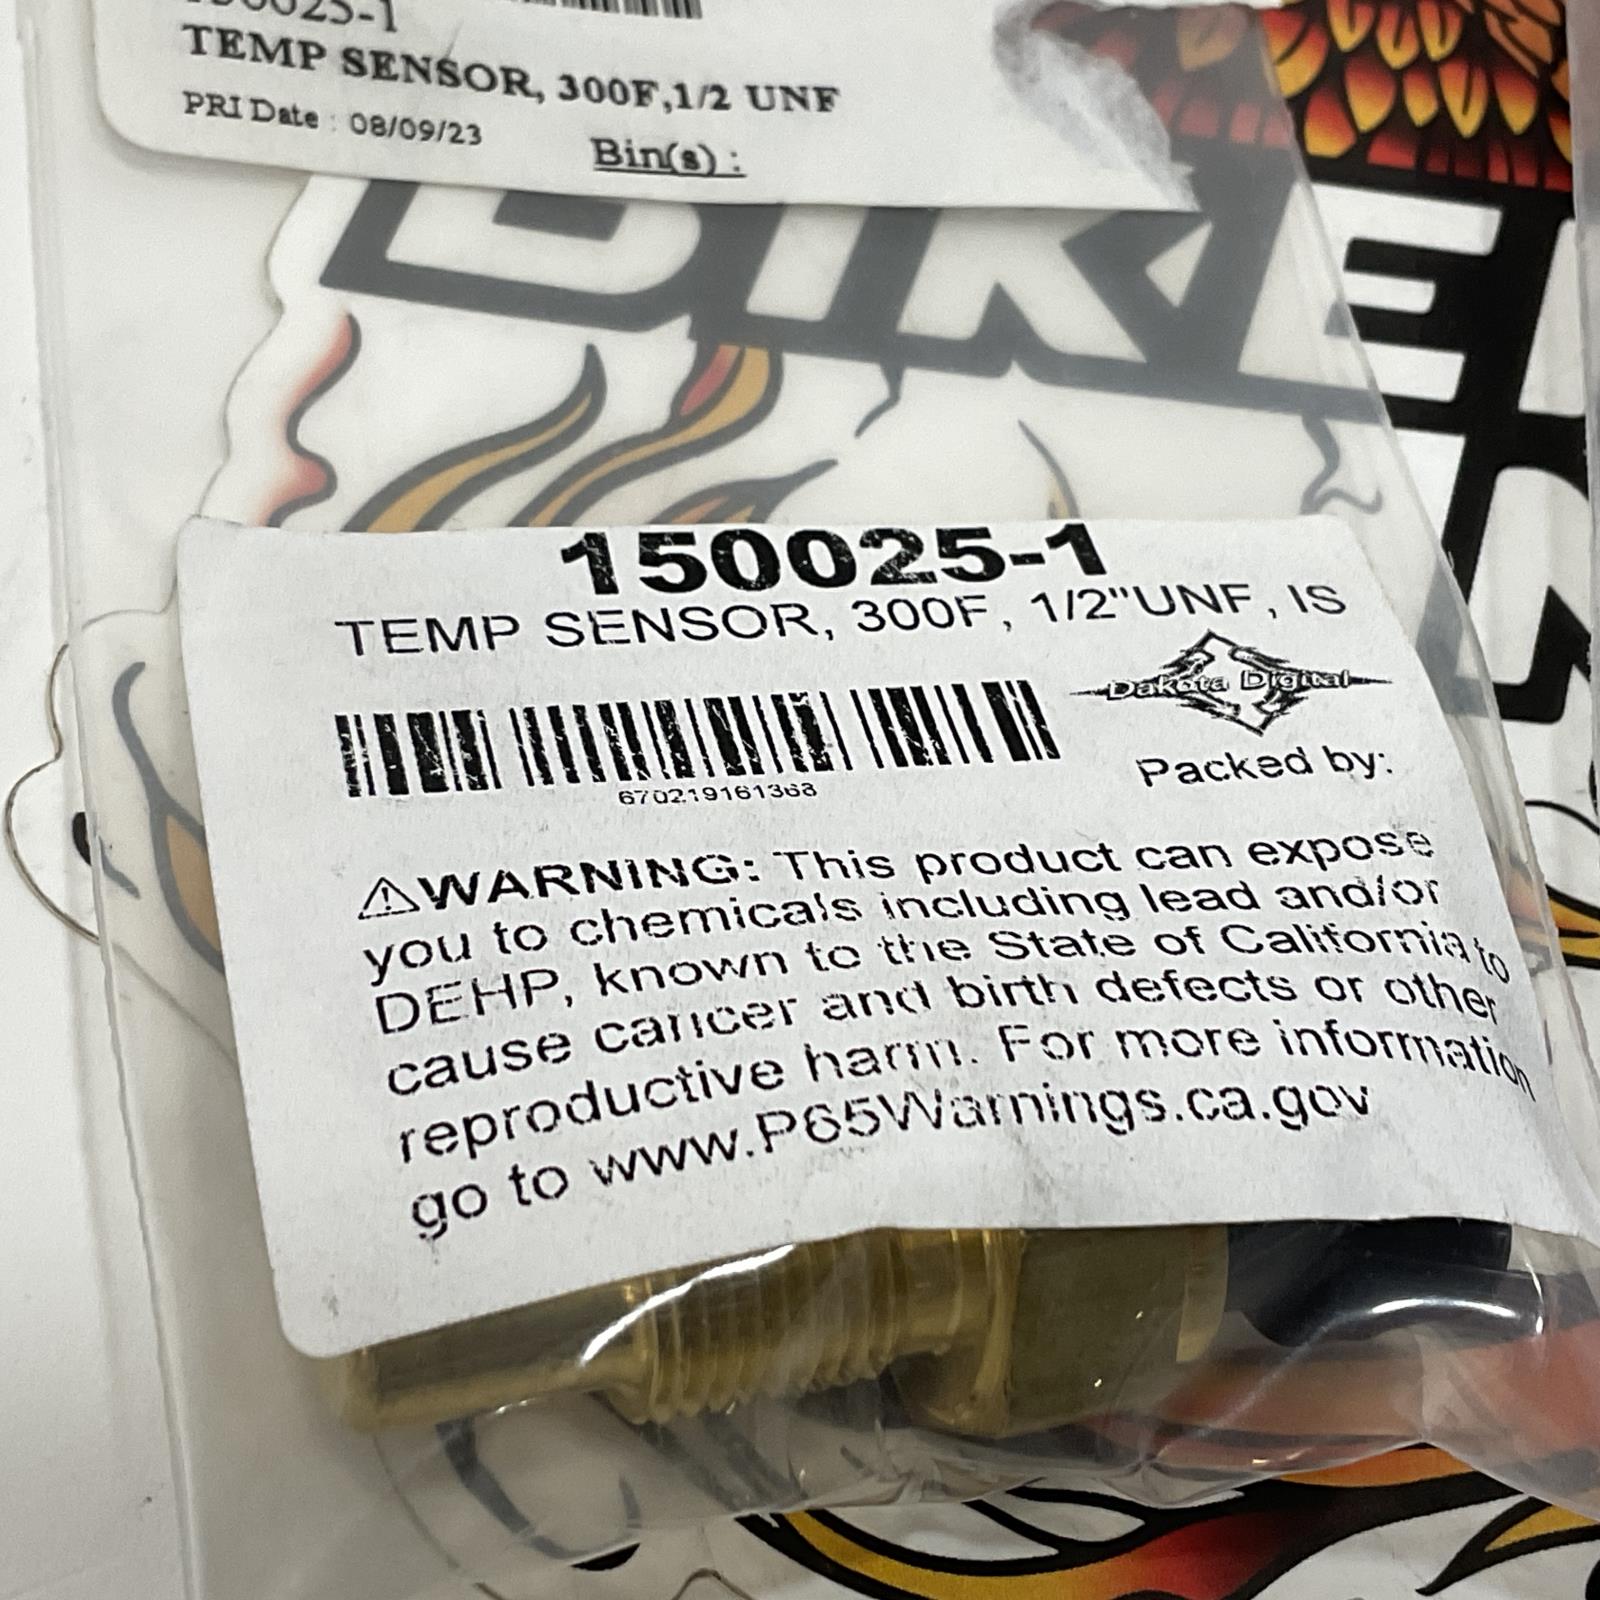 150025-1
TEMP SENSOR, 300F,1/2 UNF
PRI Date : 08/09/23
Bin(s) :
BIKE
150025-1
TEMP SENSOR, 300F, 1/2"UNF, IS
Dakota Digital
670219161368
Packed by:
⚠WARNING: This product can expose
you to chemicals including lead and/or
DEHP, known to the State of California to
cause cancer and birth defects or other
reproductive harm. For more information
go to www.P65Warnings.ca.gov